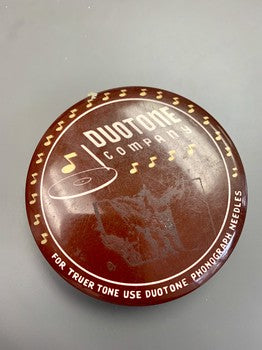 DUOTONE
COMPANY
FOR TRUER TONE USE DUOTONE PHONOGRAPH NEEDLES